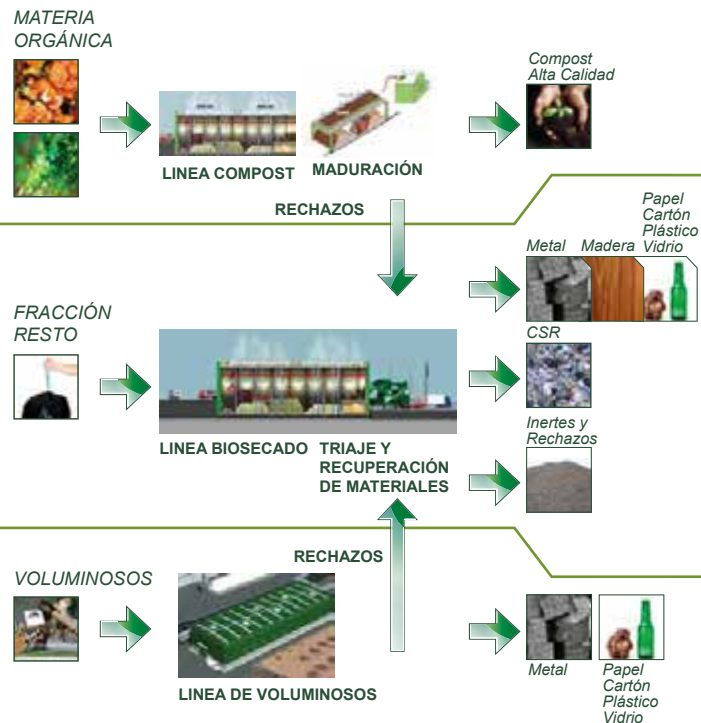 MATERIA
ORGÁNICA
Compost
Alta Calidad
LINEA COMPOST
MADURACIÓN
RECHAZOS
Papel
Cartón
Plástico
Vidrio
Metal
Madera
FRACCIÓN
RESTO
CSR
Inertes y
Rechazos
LINEA BIOSECADO
TRIAJE Y
RECUPERACIÓN
DE MATERIALES
RECHAZOS
VOLUMINOSOS
LINEA DE VOLUMINOSOS
Metal
Papel
Cartón
Plástico
Vidrio